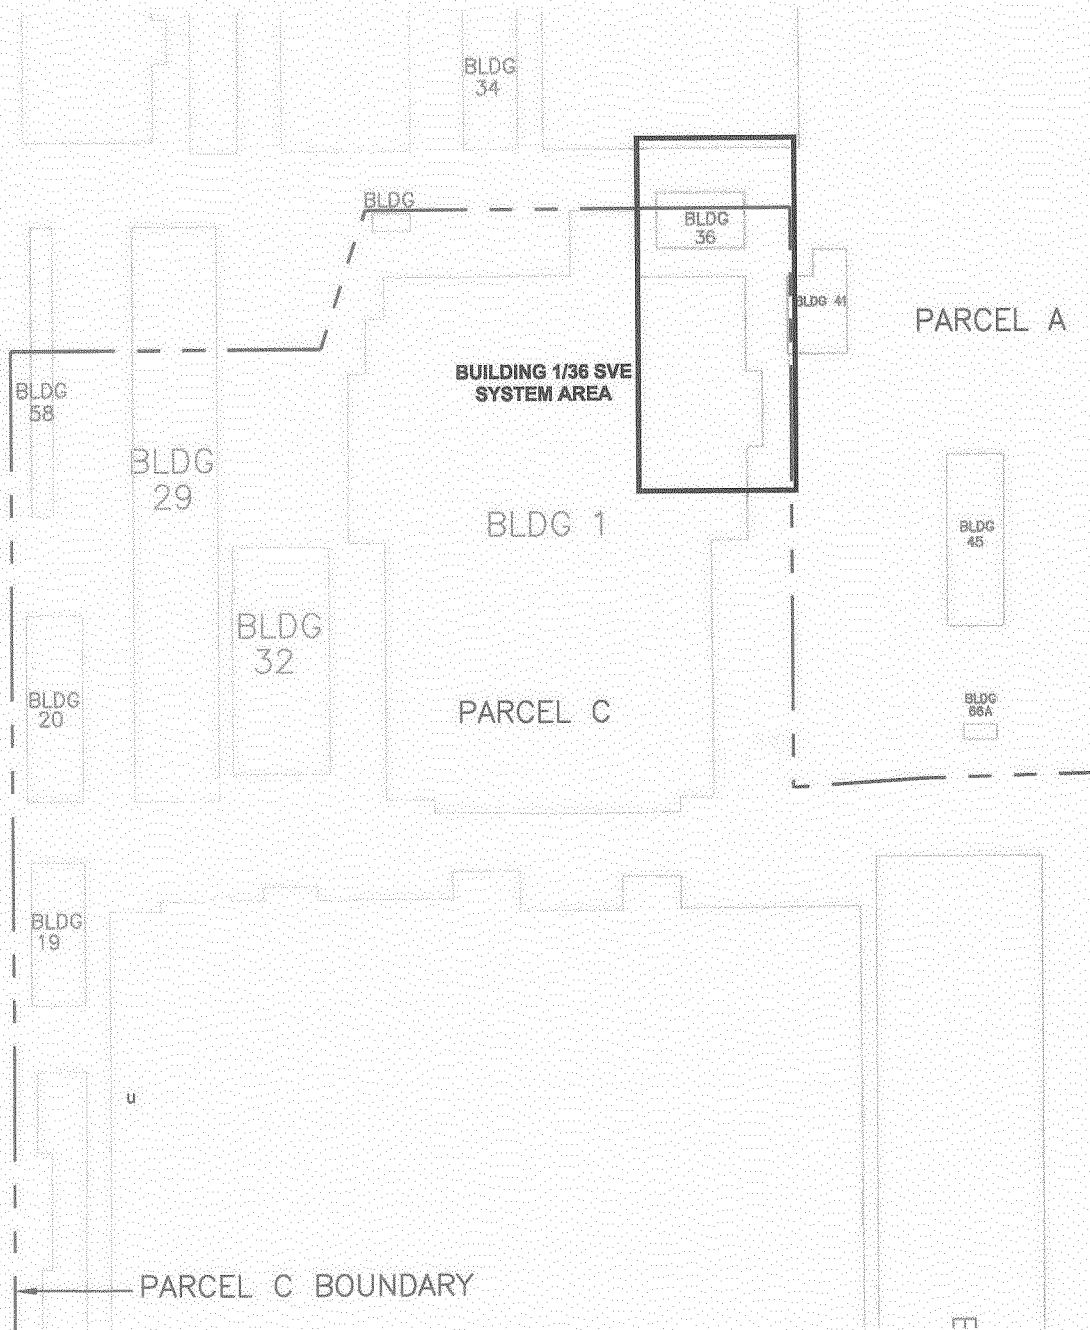 BLDG
34
BLDG
BLDG
36
BLDG 41
PARCEL A
BUILDING 1/36 SVE
SYSTEM AREA
BLDG
58
BLDG
29
BLDG 1
BLDG
45
BLDG
32
BLDG
20
PARCEL C
BLDG
66A
BLDG
19
u
PARCEL C BOUNDARY